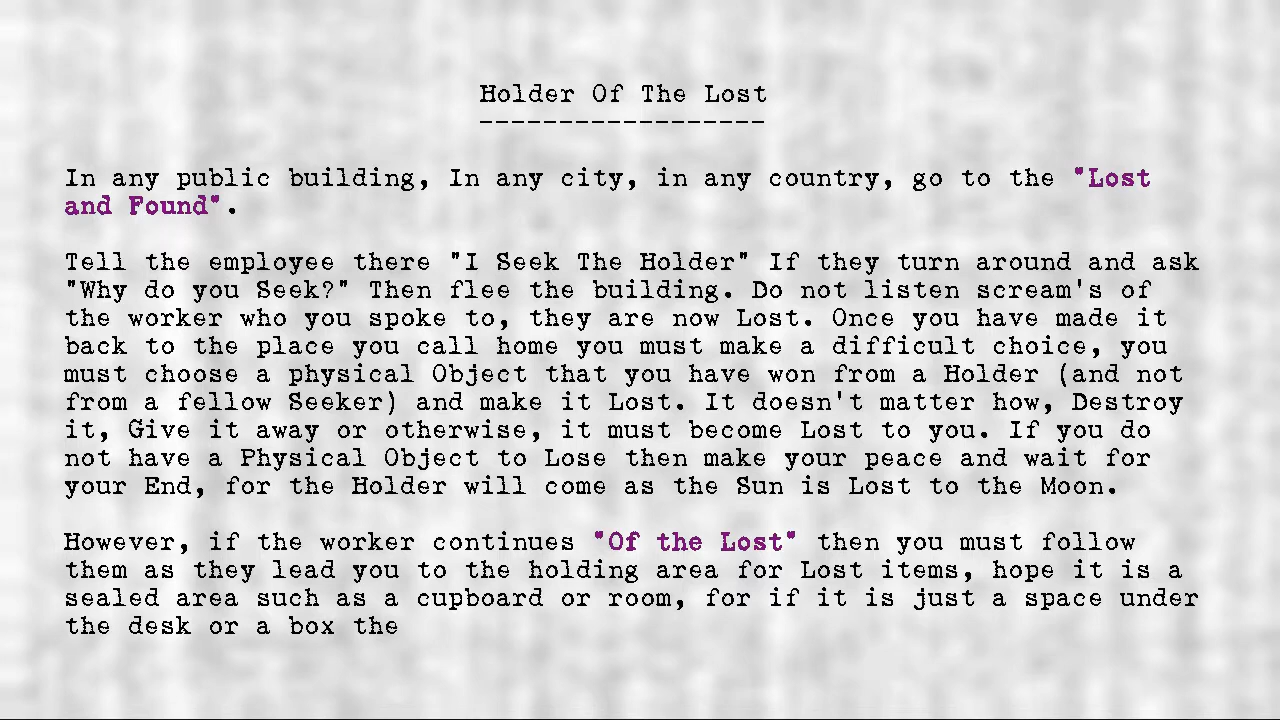 Holder Of The Lost
------------------
In any public building, In any city, in any country, go to the "Lost
and Found".
Tell the employee there "I Seek The Holder" If they turn around and ask
"Why do you Seek?" Then flee the building. Do not listen scream's of
the worker who you spoke to, they are now Lost. Once you have made it
back to the place you call home you must make a difficult choice, you
must choose a physical Object that you have won from a Holder (and not
from a fellow Seeker) and make it Lost. It doesn't matter how, Destroy
it, Give it away or otherwise, it must become Lost to you. If you do
not have a Physical Object to Lose then make your peace and wait for
your End, for the Holder will come as the Sun is Lost to the Moon.
However, if the worker continues "Of the Lost" then you must follow
them as they lead you to the holding area for Lost items, hope it is a
sealed area such as a cupboard or room, for if it is just a space under
the desk or a box the